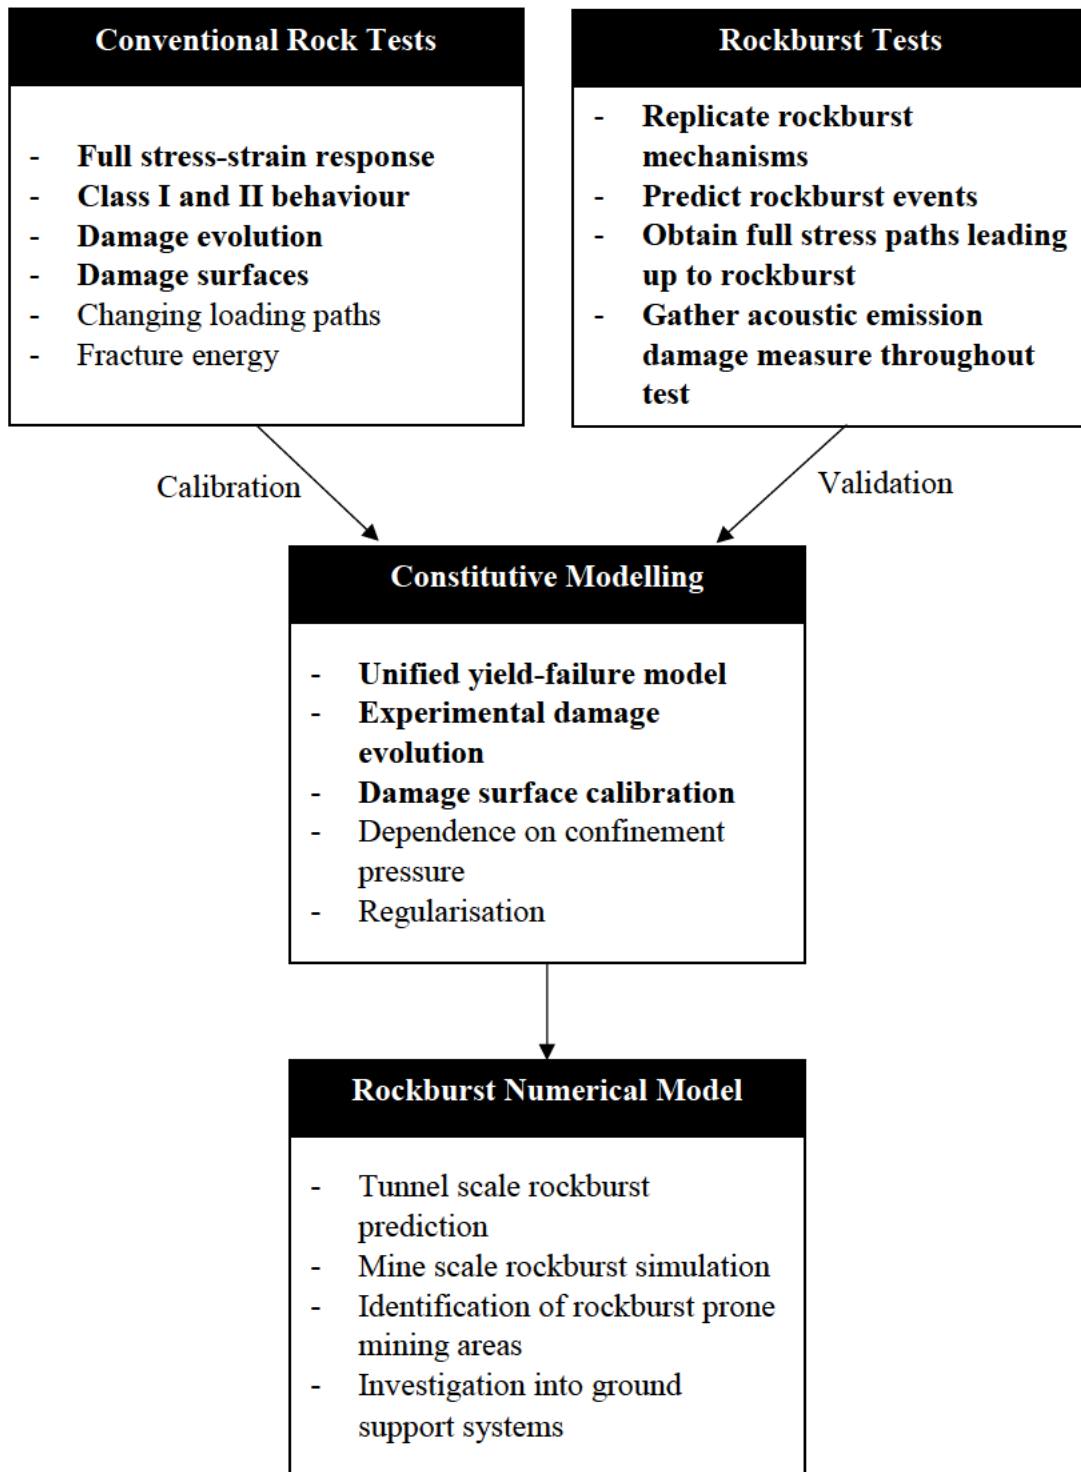 Conventional Rock Tests
- Full stress-strain response
- Class I and II behaviour
- Damage evolution
- Damage surfaces
- Changing loading paths
- Fracture energy
Rockburst Tests
- Replicate rockburst
mechanisms
- Predict rockburst events
- Obtain full stress paths leading
up to rockburst
- Gather acoustic emission
damage measure throughout
test
Calibration
Validation
Constitutive Modelling
- Unified yield-failure model
- Experimental damage
evolution
- Damage surface calibration
- Dependence on confinement
pressure
- Regularisation
Rockburst Numerical Model
- Tunnel scale rockburst
prediction
- Mine scale rockburst simulation
- Identification of rockburst prone
mining areas
- Investigation into ground
support systems